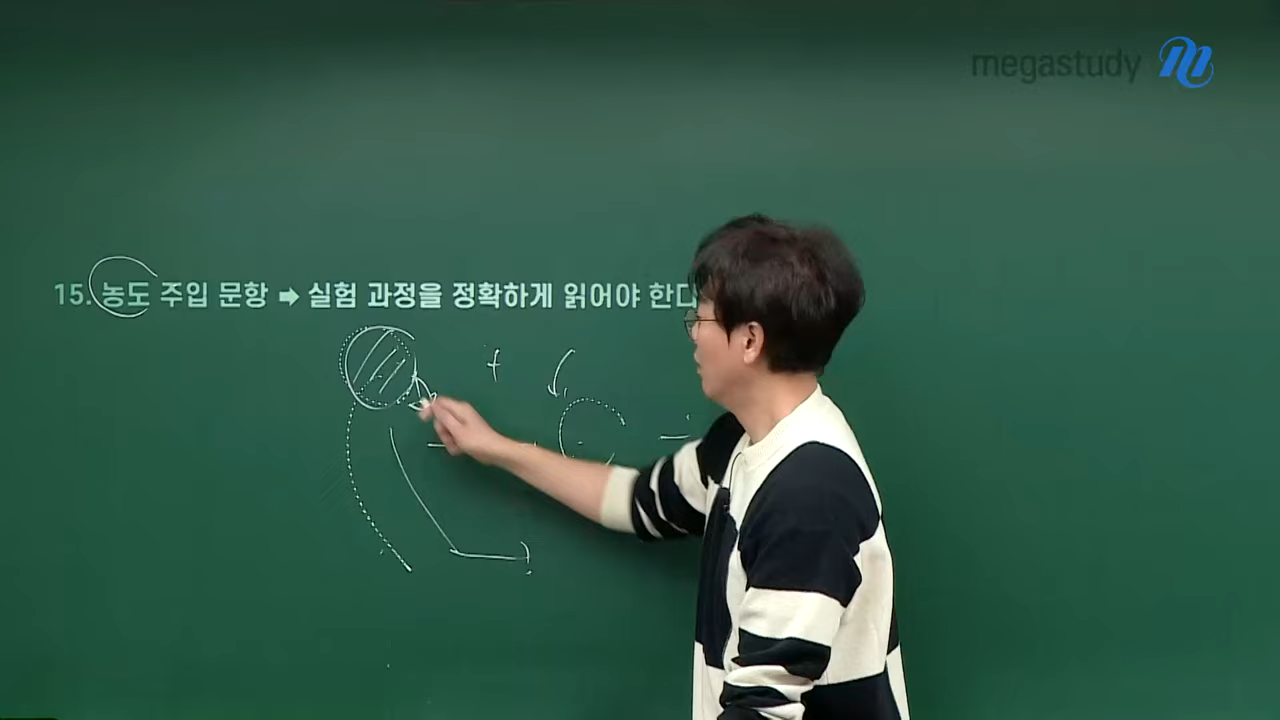 megastudy
15. 농도 주입 문항 ➡ 실험 과정을 정확하게 읽어야 한다